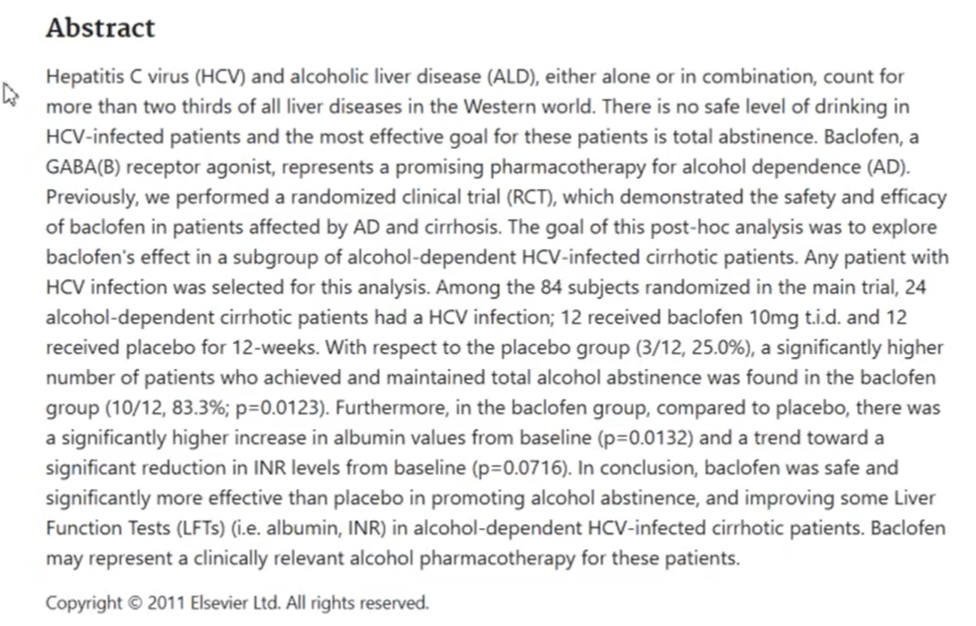 Abstract
Hepatitis C virus (HCV) and alcoholic liver disease (ALD), either alone or in combination, count for
more than two thirds of all liver diseases in the Western world. There is no safe level of drinking in
HCV-infected patients and the most effective goal for these patients is total abstinence. Baclofen, a
GABA(B) receptor agonist, represents a promising pharmacotherapy for alcohol dependence (AD).
Previously, we performed a randomized clinical trial (RCT), which demonstrated the safety and efficacy
of baclofen in patients affected by AD and cirrhosis. The goal of this post-hoc analysis was to explore
baclofen's effect in a subgroup of alcohol-dependent HCV-infected cirrhotic patients. Any patient with
HCV infection was selected for this analysis. Among the 84 subjects randomized in the main trial, 24
alcohol-dependent cirrhotic patients had a HCV infection; 12 received baclofen 10mg t.i.d. and 12
received placebo for 12-weeks. With respect to the placebo group (3/12, 25.0%), a significantly higher
number of patients who achieved and maintained total alcohol abstinence was found in the baclofen
group (10/12, 83.3%; p=0.0123). Furthermore, in the baclofen group, compared to placebo, there was
a significantly higher increase in albumin values from baseline (p=0.0132) and a trend toward a
significant reduction in INR levels from baseline (p=0.0716). In conclusion, baclofen was safe and
significantly more effective than placebo in promoting alcohol abstinence, and improving some Liver
Function Tests (LFTs) (i.e. albumin, INR) in alcohol-dependent HCV-infected cirrhotic patients. Baclofen
may represent a clinically relevant alcohol pharmacotherapy for these patients.
Copyright © 2011 Elsevier Ltd. All rights reserved.